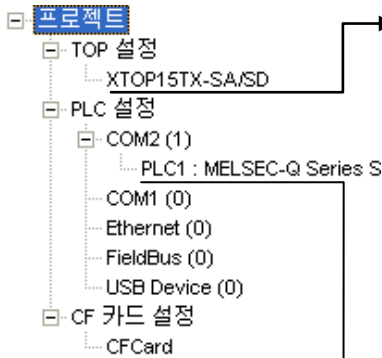 프로젝트
TOP 설정
XTOP15TX-SA/SD
PLC 설정
COM2 (1)
PLC1 : MELSEC-Q Series S
COM1 (0)
Ethernet (0)
FieldBus (0)
USB Device (0)
CF 카드 설정
CFCard